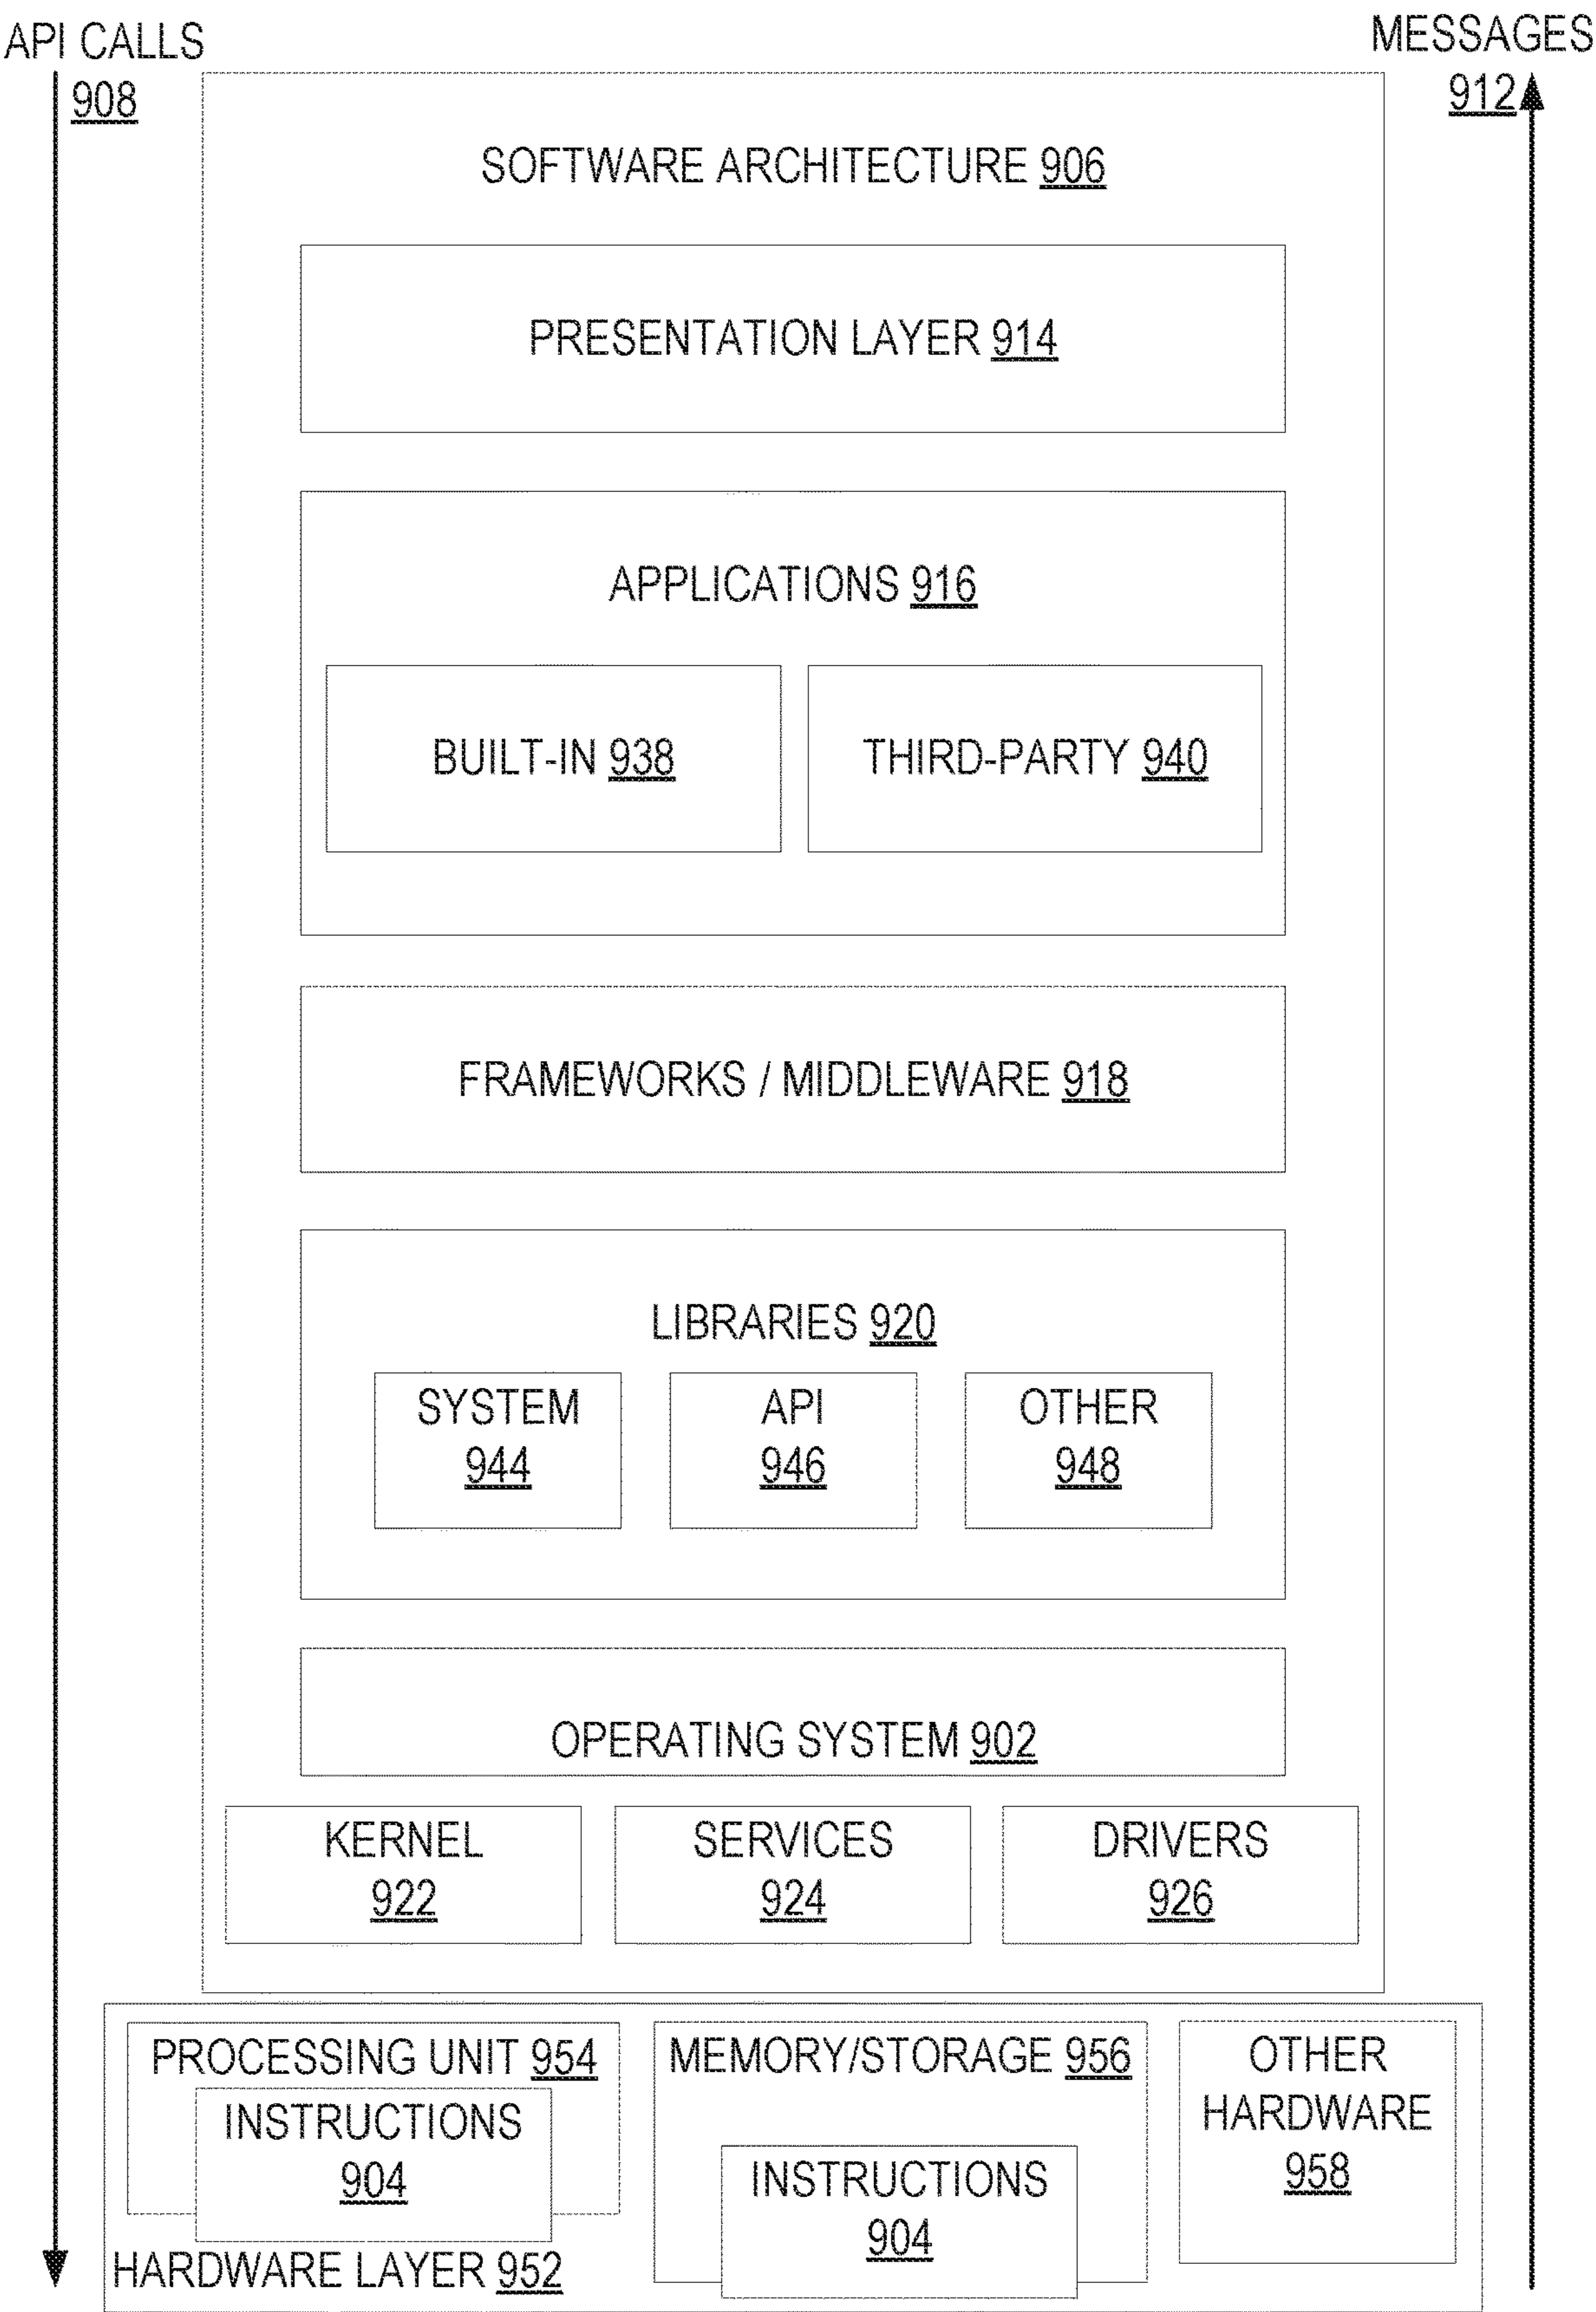 API CALLS
908
MESSAGES
912
SOFTWARE ARCHITECTURE 906
PRESENTATION LAYER 914
APPLICATIONS 916
BUILT-IN 938
THIRD-PARTY 940
FRAMEWORKS / MIDDLEWARE 918
LIBRARIES 920
SYSTEM
944
API
946
OTHER
948
OPERATING SYSTEM 902
KERNEL
922
SERVICES
924
DRIVERS
926
PROCESSING UNIT 954
INSTRUCTIONS
904
MEMORY/STORAGE 956
INSTRUCTIONS
904
OTHER
HARDWARE
958
HARDWARE LAYER 952